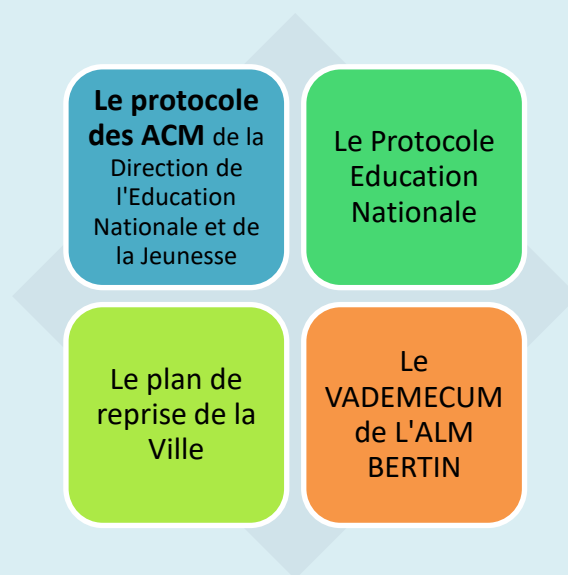 Le protocole
des ACM de la
Direction de
l'Education
Nationale et de
la Jeunesse
Le Protocole
Education
Nationale
Le plan de
reprise de la
Ville
Le
VADEMECUM
de L'ALM
BERTIN